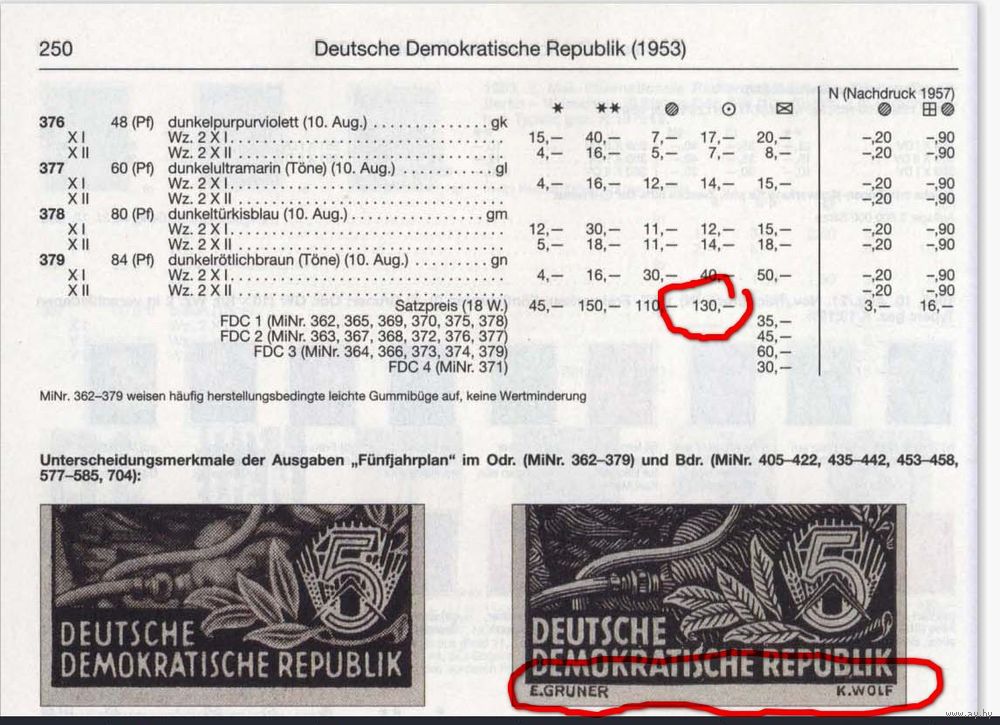 250 Deutsche Demokratische Republik (1953)
N (Nachdruck 1957)
376 48 (Pf) dunkelpurpurviolett (10. Aug.) gk
X I Wz. 2 X I 15,— 40,— 7,— 17,— 20,— –,20 –,90
X II Wz. 2 X II 4,— 16,— 5,— 7,— 8,— –,20 –,90
377 60 (Pf) dunkelultramarin (Töne) (10. Aug.) gl
X I Wz. 2 X I 4,— 16,— 12,— 14,— 15,— –,20 –,90
X II Wz. 2 X II –,20 –,90
378 80 (Pf) dunkeltürkisblau (10. Aug.) gm
X I Wz. 2 X I 12,— 30,— 11,— 12,— 15,— –,20 –,90
X II Wz. 2 X II 5,— 18,— 11,— 14,— 18,— –,20 –,90
379 84 (Pf) dunkelrötlichbraun (Töne) (10. Aug.) gn
X I Wz. 2 X I 4,— 16,— 30,— 40,— 50,— –,20 –,90
X II Wz. 2 X II –,20 –,90
Satzpreis (18 W.) 45,— 150,— 110,— 130,— 3,70 16,—
FDC 1 (MiNr. 362, 365, 369, 370, 375, 378) 35,—
FDC 2 (MiNr. 363, 367, 368, 372, 376, 377) 45,—
FDC 3 (MiNr. 364, 366, 373, 374, 379) 60,—
FDC 4 (MiNr. 371) 30,—
MiNr. 362–379 weisen häufig herstellungsbedingte leichte Gummibüge auf, keine Wertminderung
Unterscheidungsmerkmale der Ausgaben „Fünfjahrplan“ im Odr. (MiNr. 362–379) und Bdr. (MiNr. 405–422, 435–442, 453–458,
577–585, 704):
5
DEUTSCHE
DEMOKRATISCHE REPUBLIK
5
DEUTSCHE
DEMOKRATISCHE REPUBLIK
E.GRUNER K.WOLF
www.av.hu